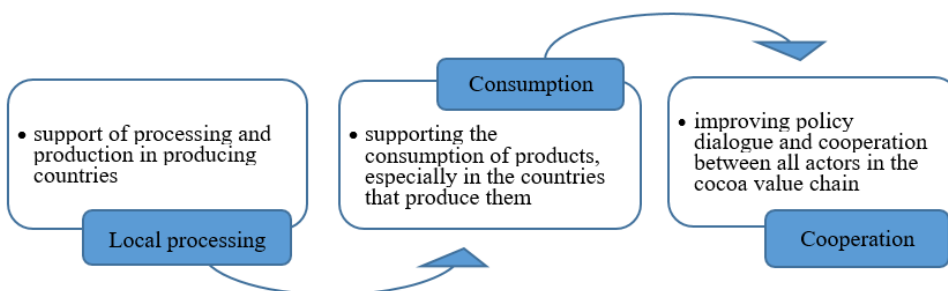 • support of processing and
production in producing
countries
Local processing
Consumption
• supporting the
consumption of products,
especially in the countries
that produce them
• improving policy
dialogue and cooperation
between all actors in the
cocoa value chain
Cooperation